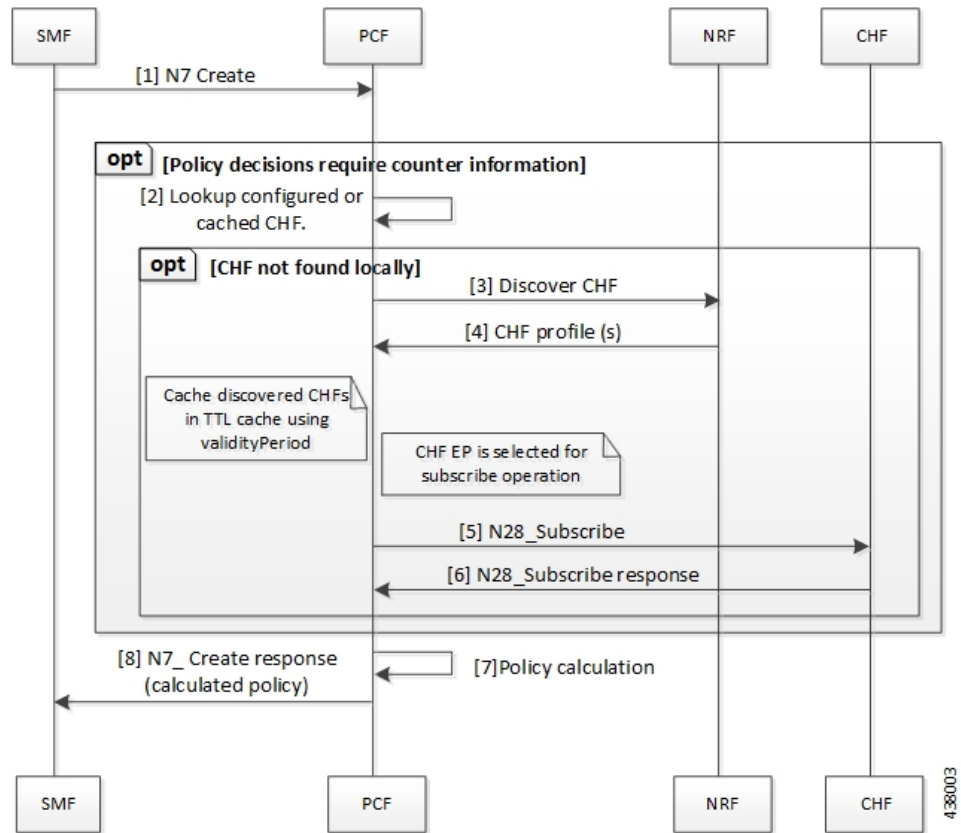 SMF
PCF
NRF
CHF
[1] N7 Create
opt [Policy decisions require counter information]
[2] Lookup configured or
cached CHF.
opt [CHF not found locally]
[3] Discover CHF
[4] CHF profile (s)
Cache discovered CHFs
in TTL cache using
validityPeriod
CHF EP is selected for
subscribe operation
[5] N28_Subscribe
[6] N28_Subscribe response
[8] N7_ Create response
(calculated policy)
[7]Policy calculation
SMF
PCF
NRF
CHF
438003